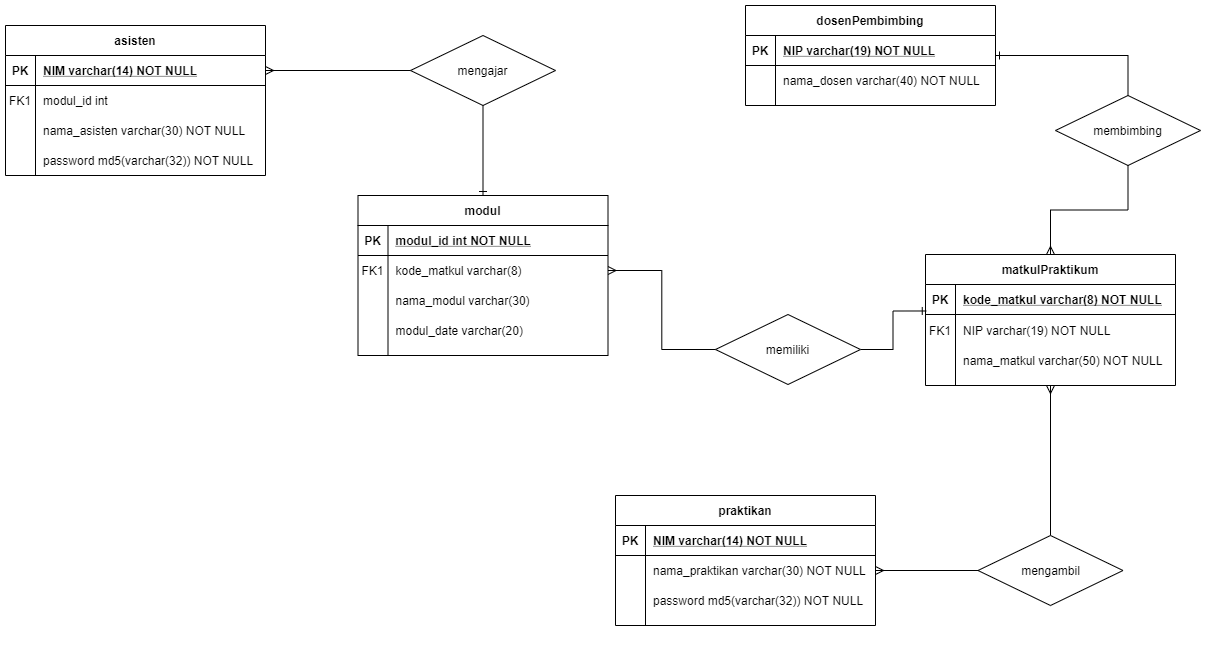 asisten
PK NIM varchar(14) NOT NULL
FK1 modul_id int
nama_asisten varchar(30) NOT NULL
password md5(varchar(32)) NOT NULL
mengajar
dosenPembimbing
PK NIP varchar(19) NOT NULL
nama_dosen varchar(40) NOT NULL
membimbing
modul
PK modul_id int NOT NULL
FK1 kode_matkul varchar(8)
nama_modul varchar(30)
modul_date varchar(20)
memiliki
matkulPraktikum
PK kode_matkul varchar(8) NOT NULL
FK1 NIP varchar(19) NOT NULL
nama_matkul varchar(50) NOT NULL
praktikan
PK NIM varchar(14) NOT NULL
nama_praktikan varchar(30) NOT NULL
password md5(varchar(32)) NOT NULL
mengambil